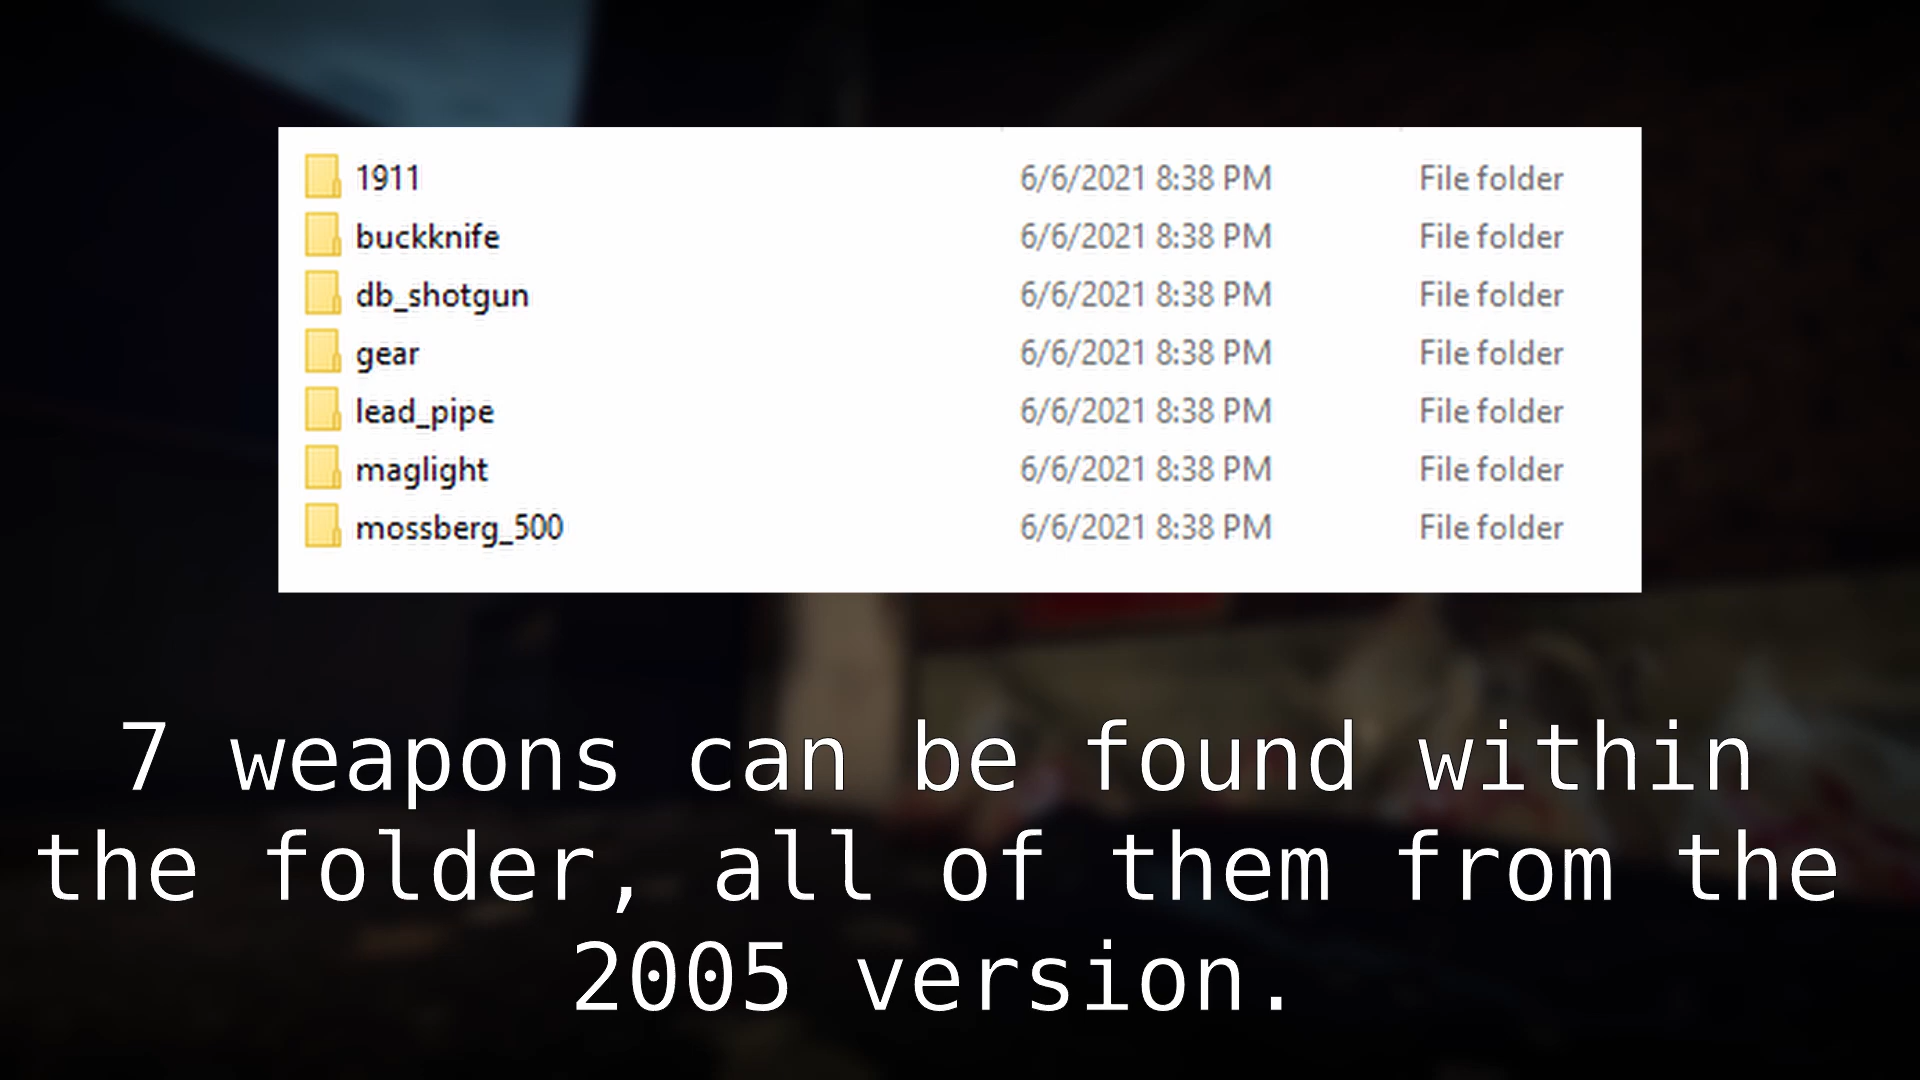 1911 6/6/2021 8:38 PM File folder
buckknife 6/6/2021 8:38 PM File folder
db_shotgun 6/6/2021 8:38 PM File folder
gear 6/6/2021 8:38 PM File folder
lead_pipe 6/6/2021 8:38 PM File folder
maglight 6/6/2021 8:38 PM File folder
mossberg_500 6/6/2021 8:38 PM File folder
7 weapons can be found within
the folder, all of them from the
2005 version.